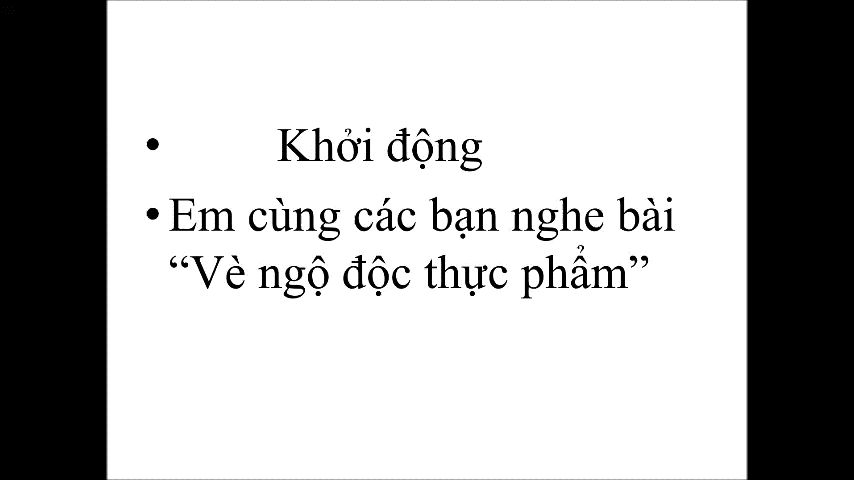 • Khởi động
• Em cùng các bạn nghe bài
“Vè ngộ độc thực phẩm”